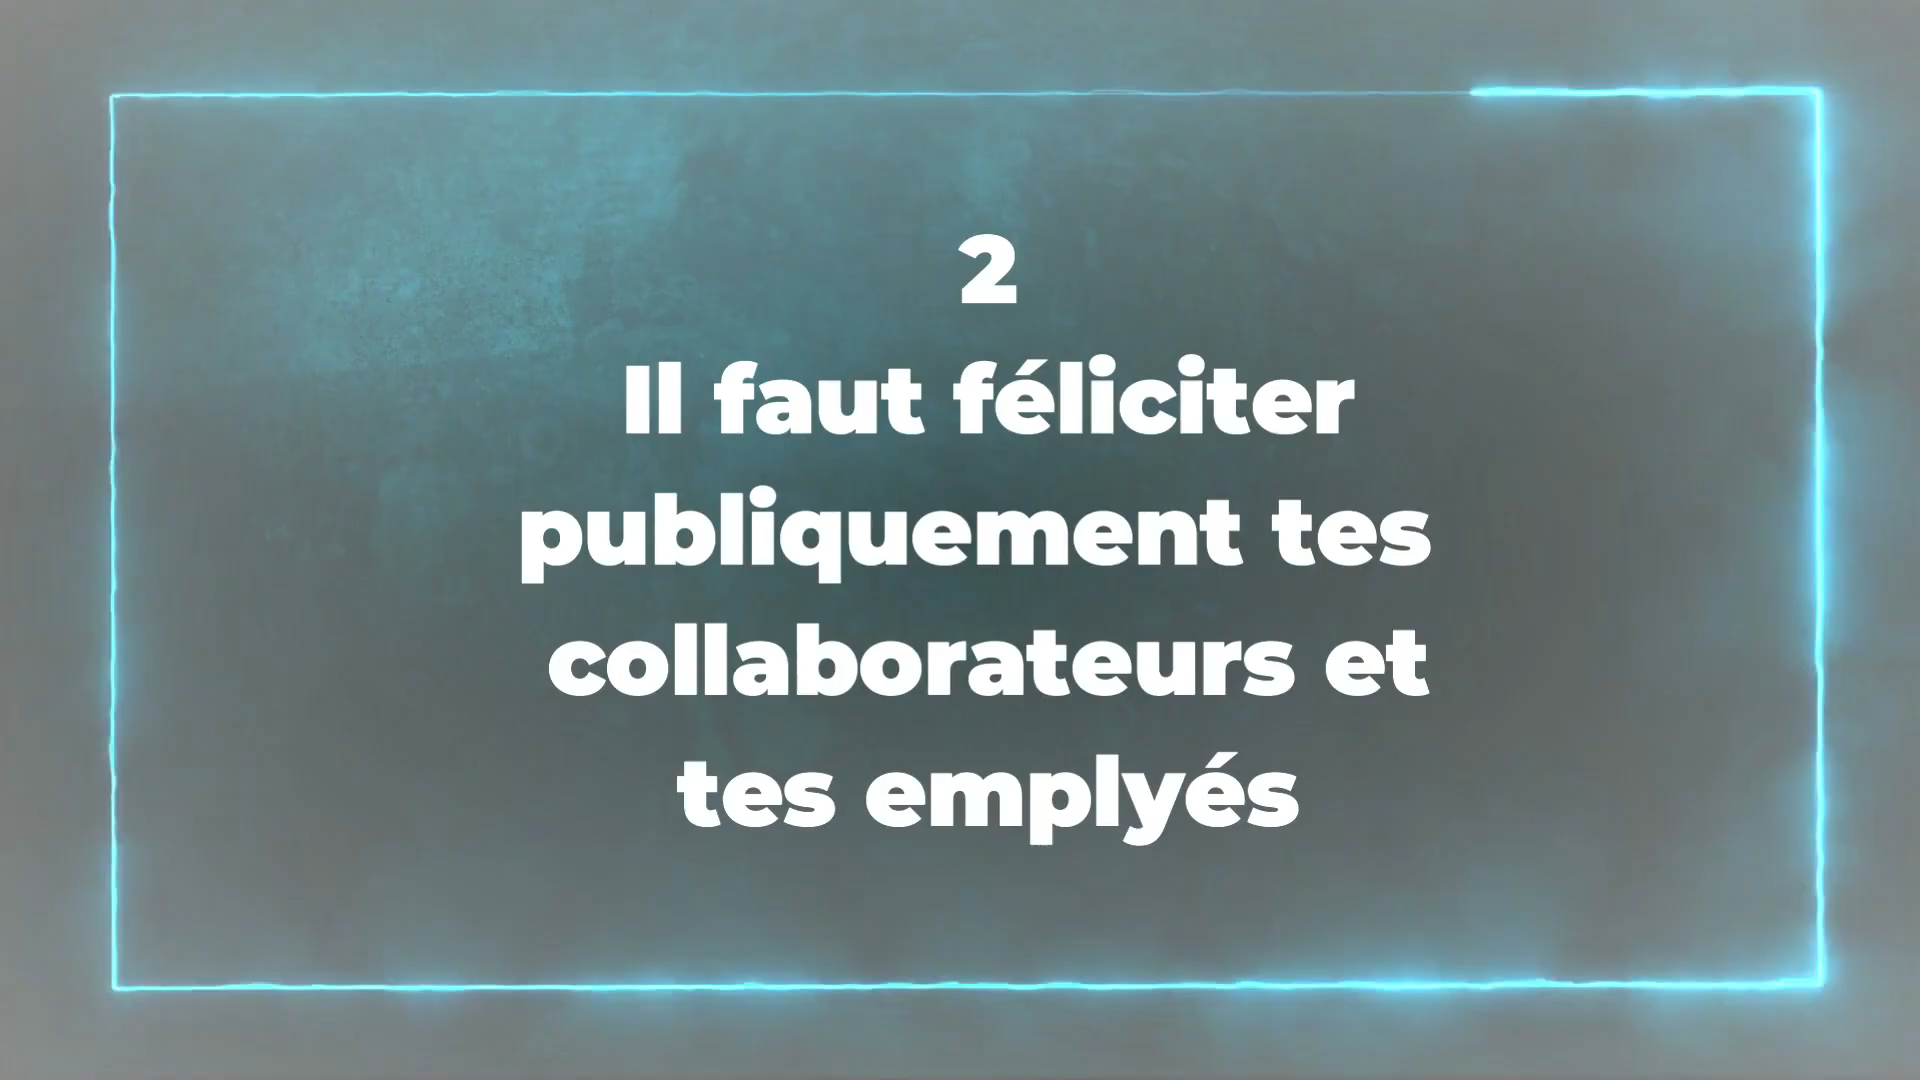 2
Il faut féliciter
publiquement tes
collaborateurs et
tes emplyés